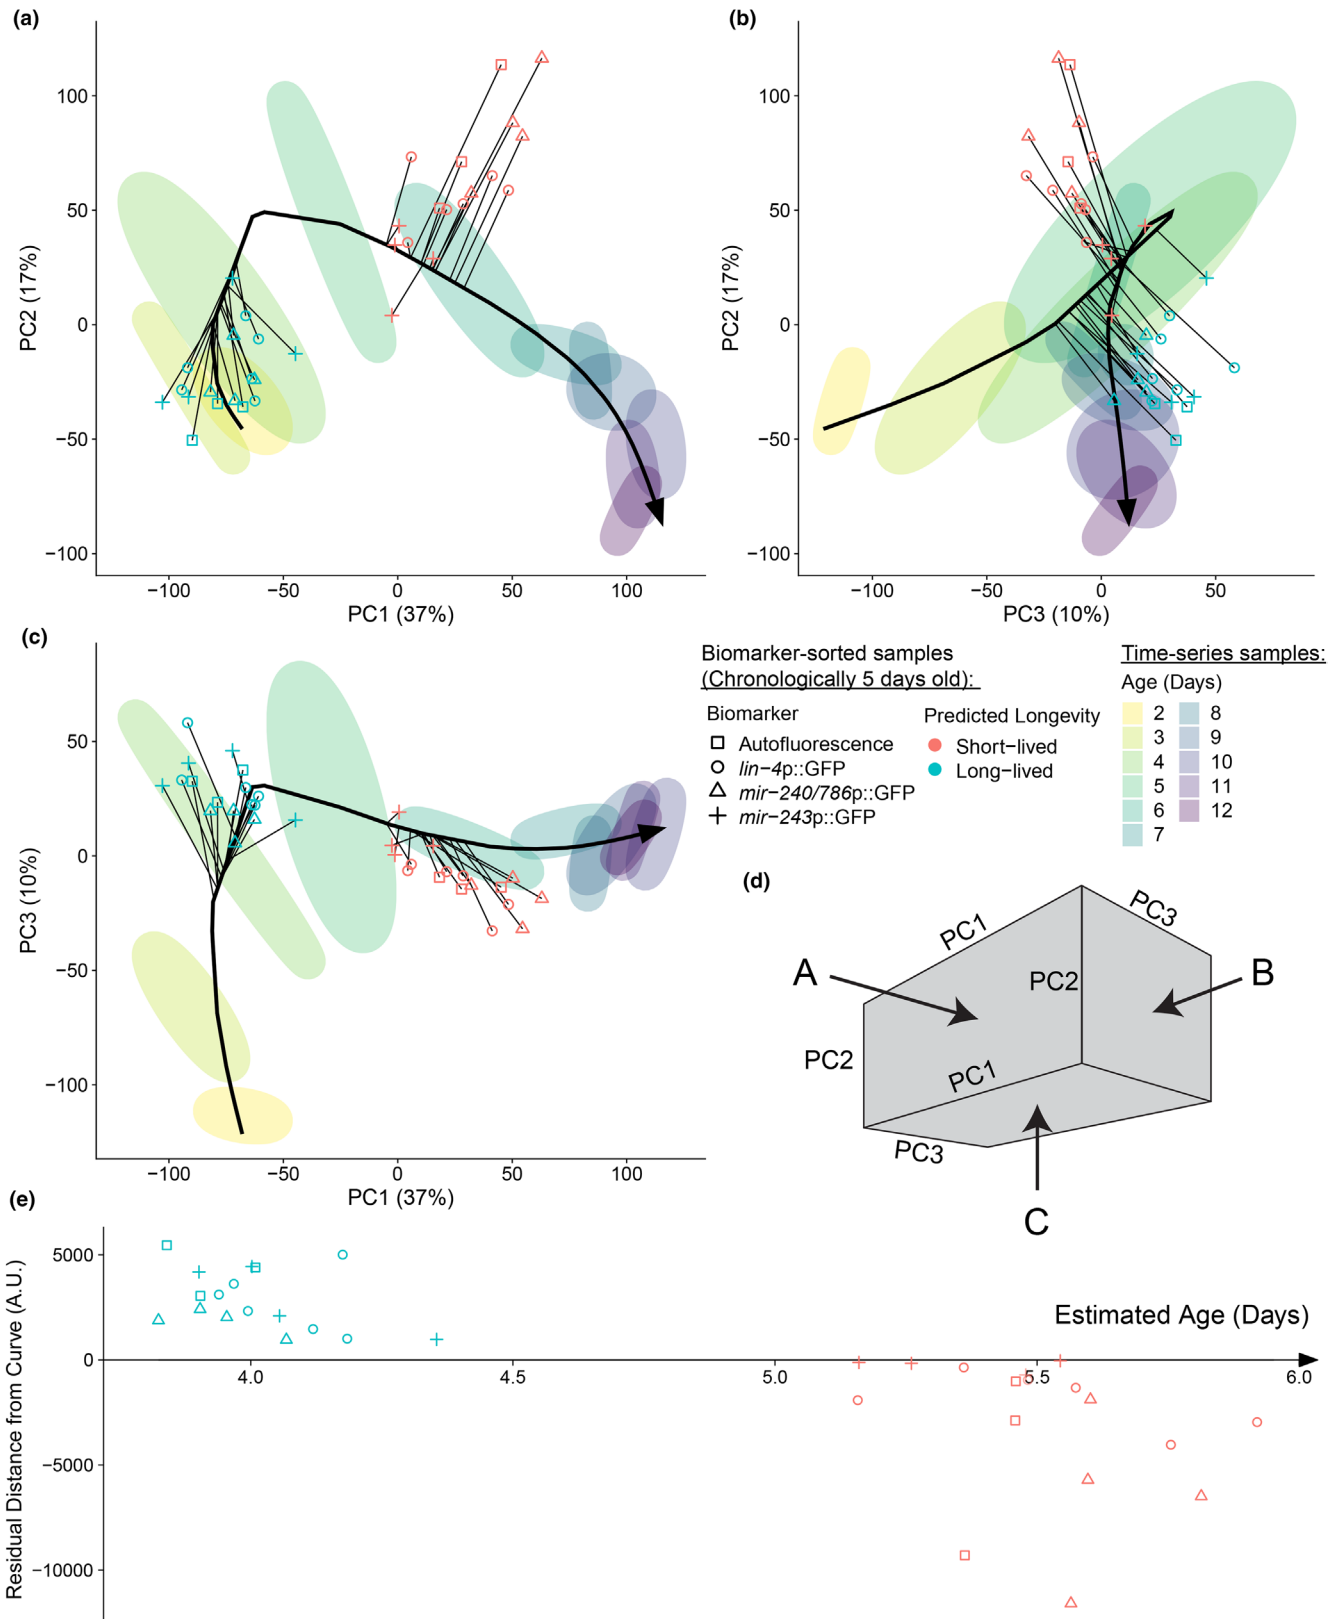 (a)
100
50
0
−50
−100
PC2 (17%)
−100 −50 0 50 100
PC1 (37%)
(b)
100
50
0
−50
−100
PC2 (17%)
−100 −50 0 50
PC3 (10%)
(c)
50
0
−50
−100
PC3 (10%)
−100 −50 0 50 100
PC1 (37%)
Biomarker-sorted samples
(Chronologically 5 days old):
Biomarker
Autofluorescence
lin−4p::GFP
mir−240/786p::GFP
mir−243p::GFP
Predicted Longevity
Short−lived
Long−lived
Time-series samples:
Age (Days)
2 8
3 9
4 10
5 11
6 12
7
(d)
PC1
PC3
A
PC2
B
PC2
PC1
PC3
C
(e)
5000
0
−5000
−10000
Residual Distance from Curve (A.U.)
Estimated Age (Days)
4.0 4.5 5.0 5.5 6.0